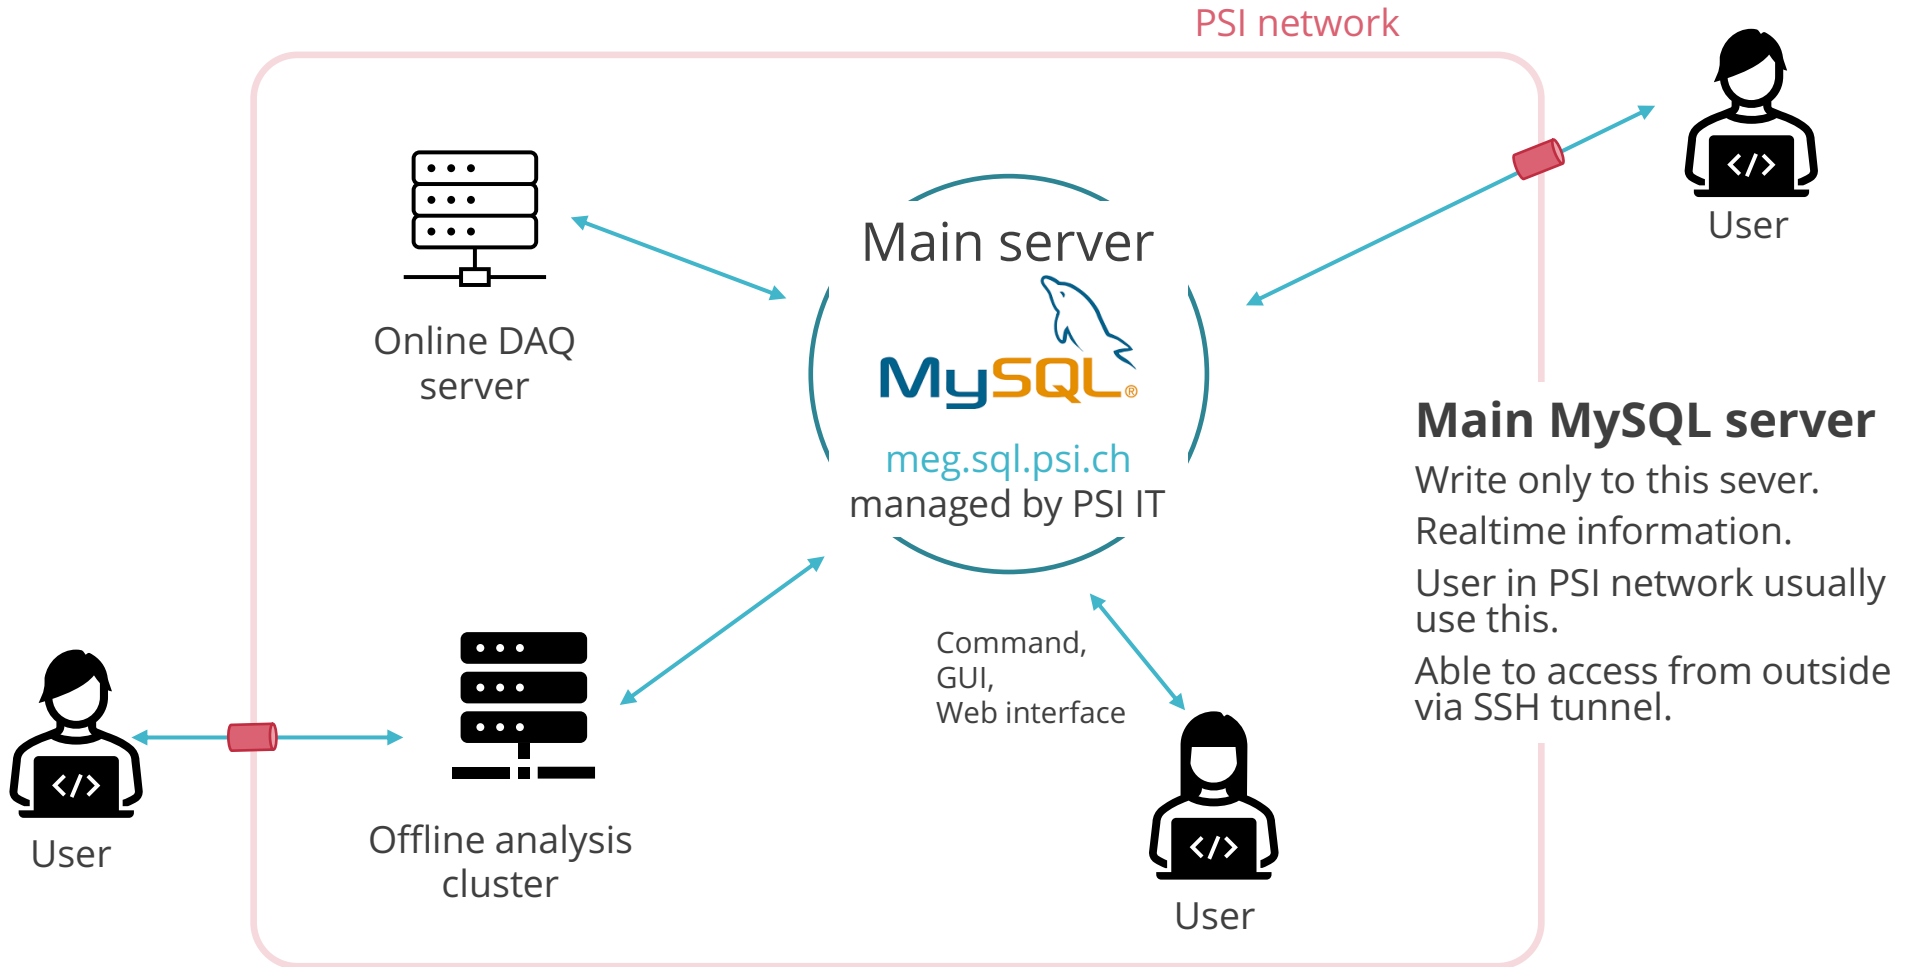 PSI network
User
Main server
MySQL®
meg.sql.psi.ch
managed by PSI IT
Online DAQ
server
Main MySQL server
Write only to this sever.
Realtime information.
User in PSI network usually
use this.
Able to access from outside
via SSH tunnel.
Command,
GUI,
Web interface
</>
User
Offline analysis
cluster
</>
User
</>